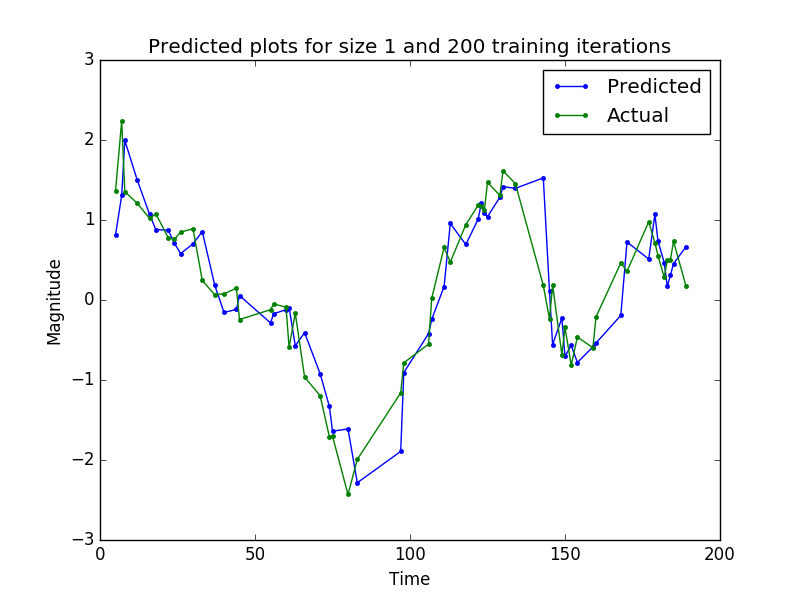 Predicted plots for size 1 and 200 training iterations
Predicted
Actual
3
2
1
0
−1
−2
−3
Magnitude
0
50
100
150
200
Time